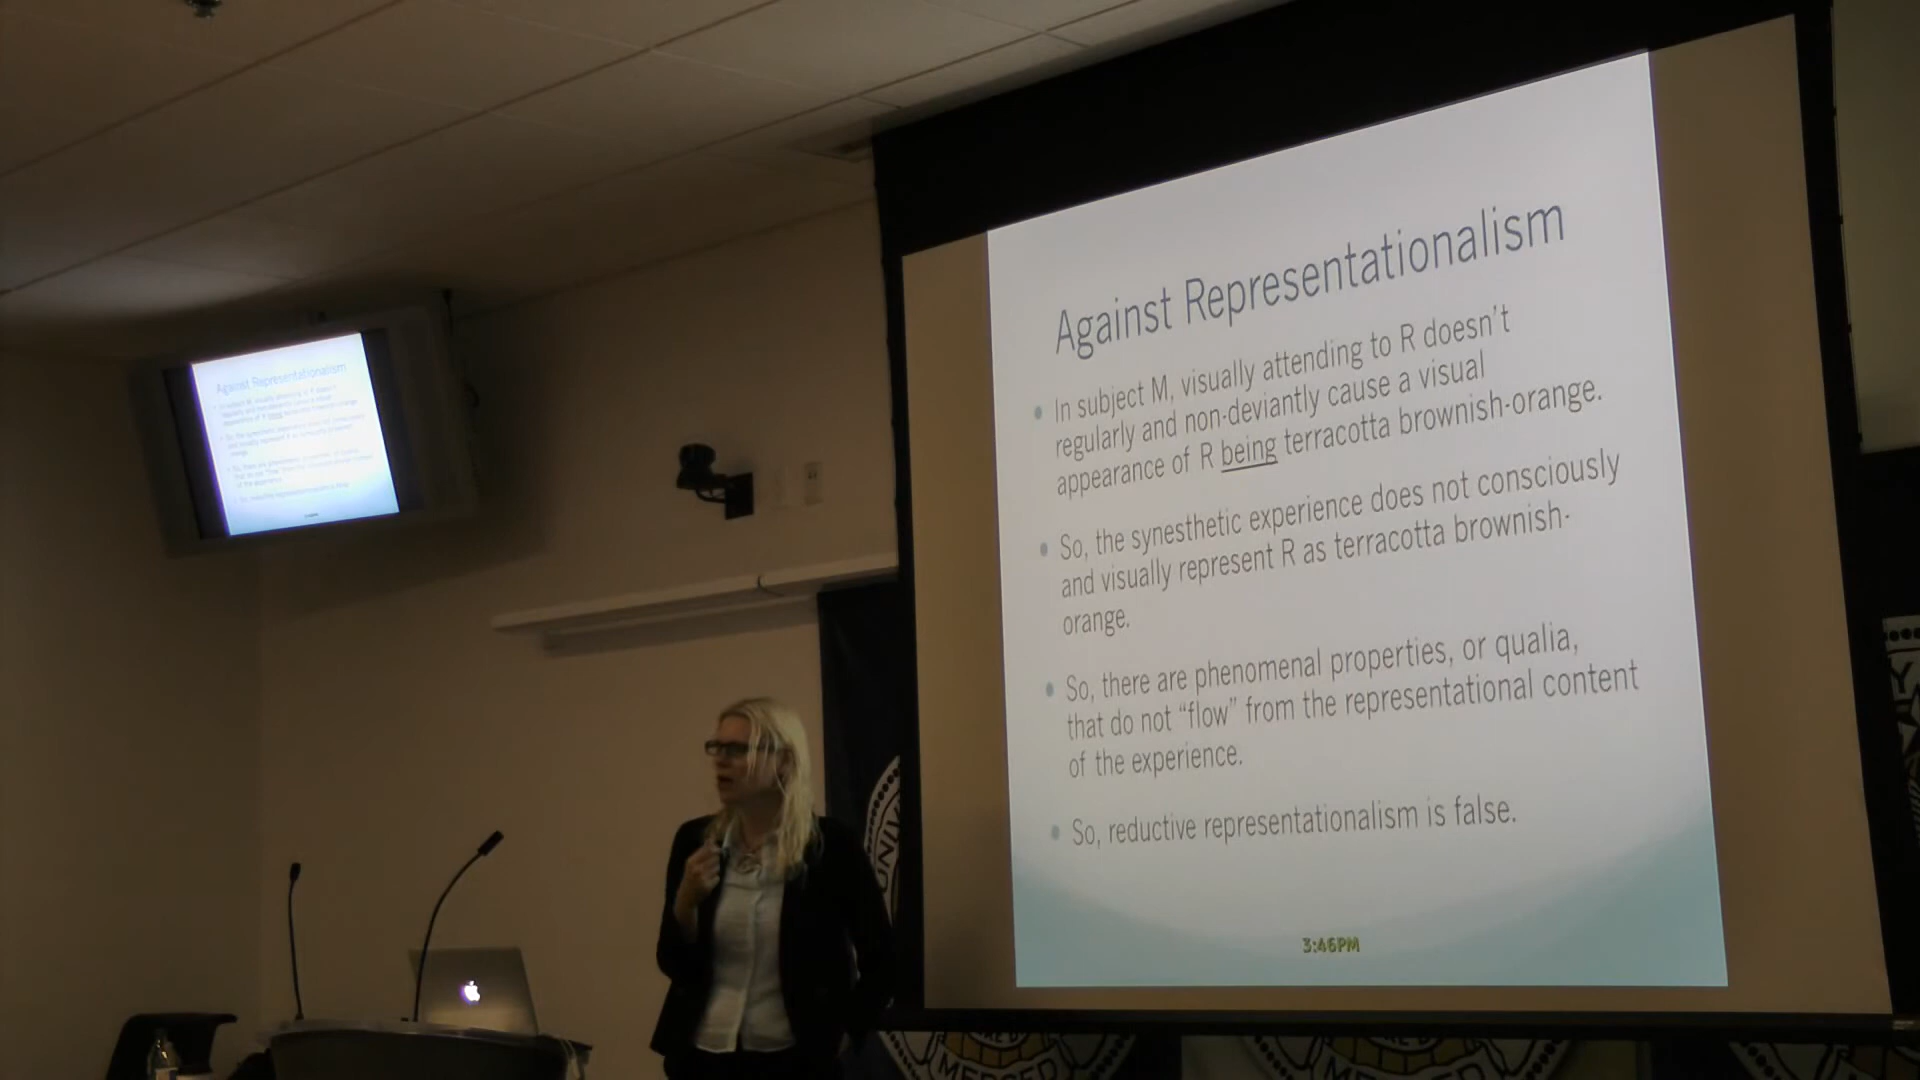 Against Representationalism
In subject M, visually attending to R doesn't
regularly and non-deviantly cause a visual
appearance of R being terracotta brownish-orange.
So, the synesthetic experience does not consciously
and visually represent R as terracotta brownish-
orange.
So, there are phenomenal properties, or qualia,
that do not “flow” from the representational content
of the experience.
So, reductive representationalism is false.
3:46PM
Against Representationalism
UNIV
MERCED
MERCED